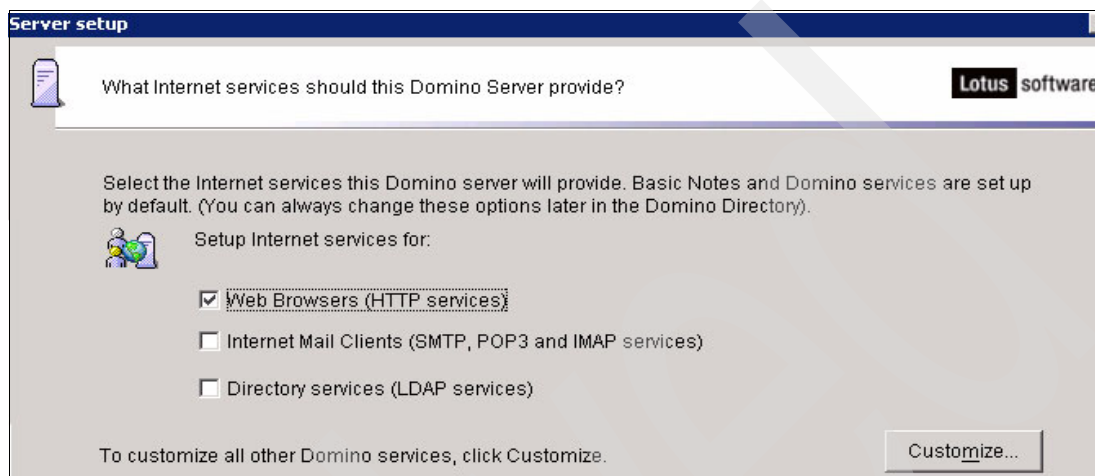 Server setup
What Internet services should this Domino Server provide?
Lotus software
Select the Internet services this Domino server will provide. Basic Notes and Domino services are set up
by default. (You can always change these options later in the Domino Directory).
Setup Internet services for:
Web Browsers (HTTP services)
Internet Mail Clients (SMTP, POP3 and IMAP services)
Directory services (LDAP services)
To customize all other Domino services, click Customize.
Customize...